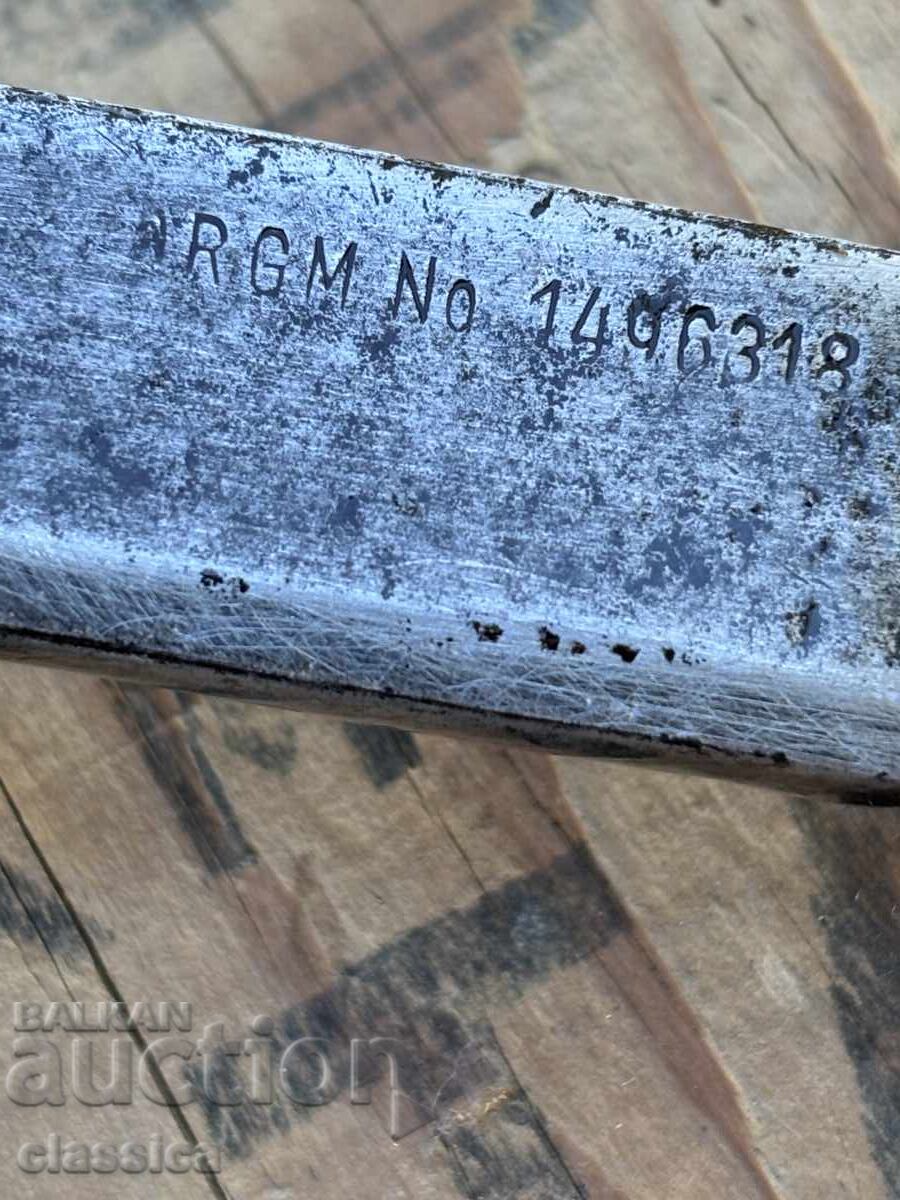 DRGM No 1496318
BALKAN
auction
classica